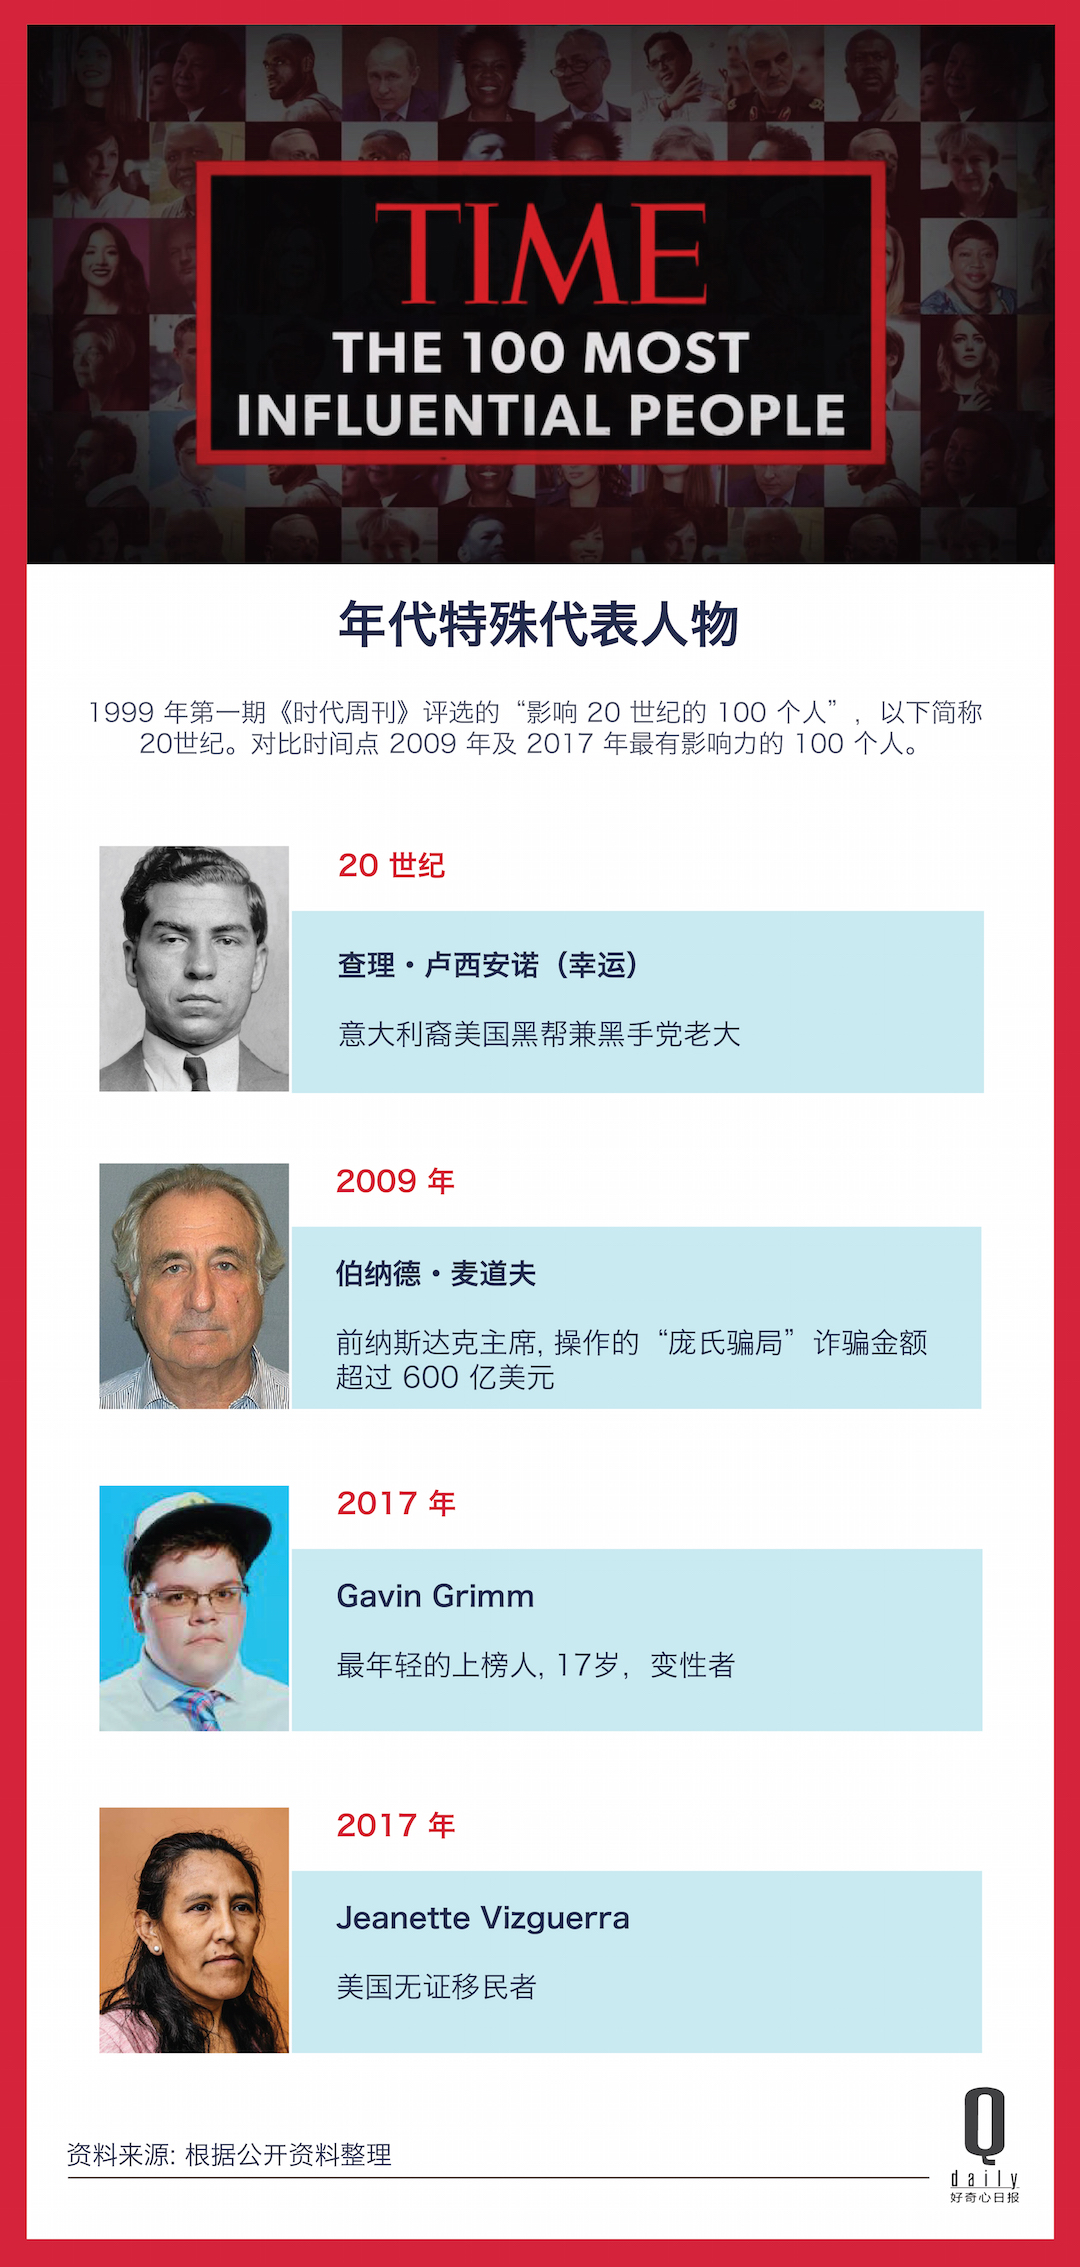 TIME
THE 100 MOST
INFLUENTIAL PEOPLE
年代特殊代表人物
1999 年第一期《时代周刊》评选的“影响 20 世纪的 100 个人”，以下简称
20世纪。对比时间点 2009 年及 2017 年最有影响力的 100 个人。
20 世纪
查理・卢西安诺（幸运）
意大利裔美国黑帮兼黑手党老大
2009 年
伯纳德・麦道夫
前纳斯达克主席, 操作的“庞氏骗局”诈骗金额
超过 600 亿美元
2017 年
Gavin Grimm
最年轻的上榜人, 17岁，变性者
2017 年
Jeanette Vizguerra
美国无证移民者
资料来源: 根据公开资料整理
Q
daily
好奇心日报